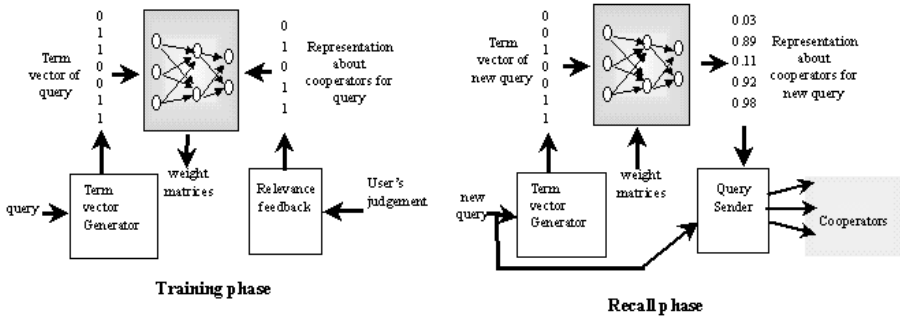 0
1
1
0
0
1
1
Term
vector of
query
0
1
0
1
1
Representation
about
cooperators for
query
weight
matrices
query
Term
vector
Generator
Relevance
feedback
User's
judgement
Training phase
0
0
1
0
0
1
1
Term
vector of
new query
0.03
0.89
0.11
0.92
0.98
Representation
about
cooperators for
new query
weight
matrices
new
query
Term
vector
Generator
Query
Sender
Cooperators
Recall phase